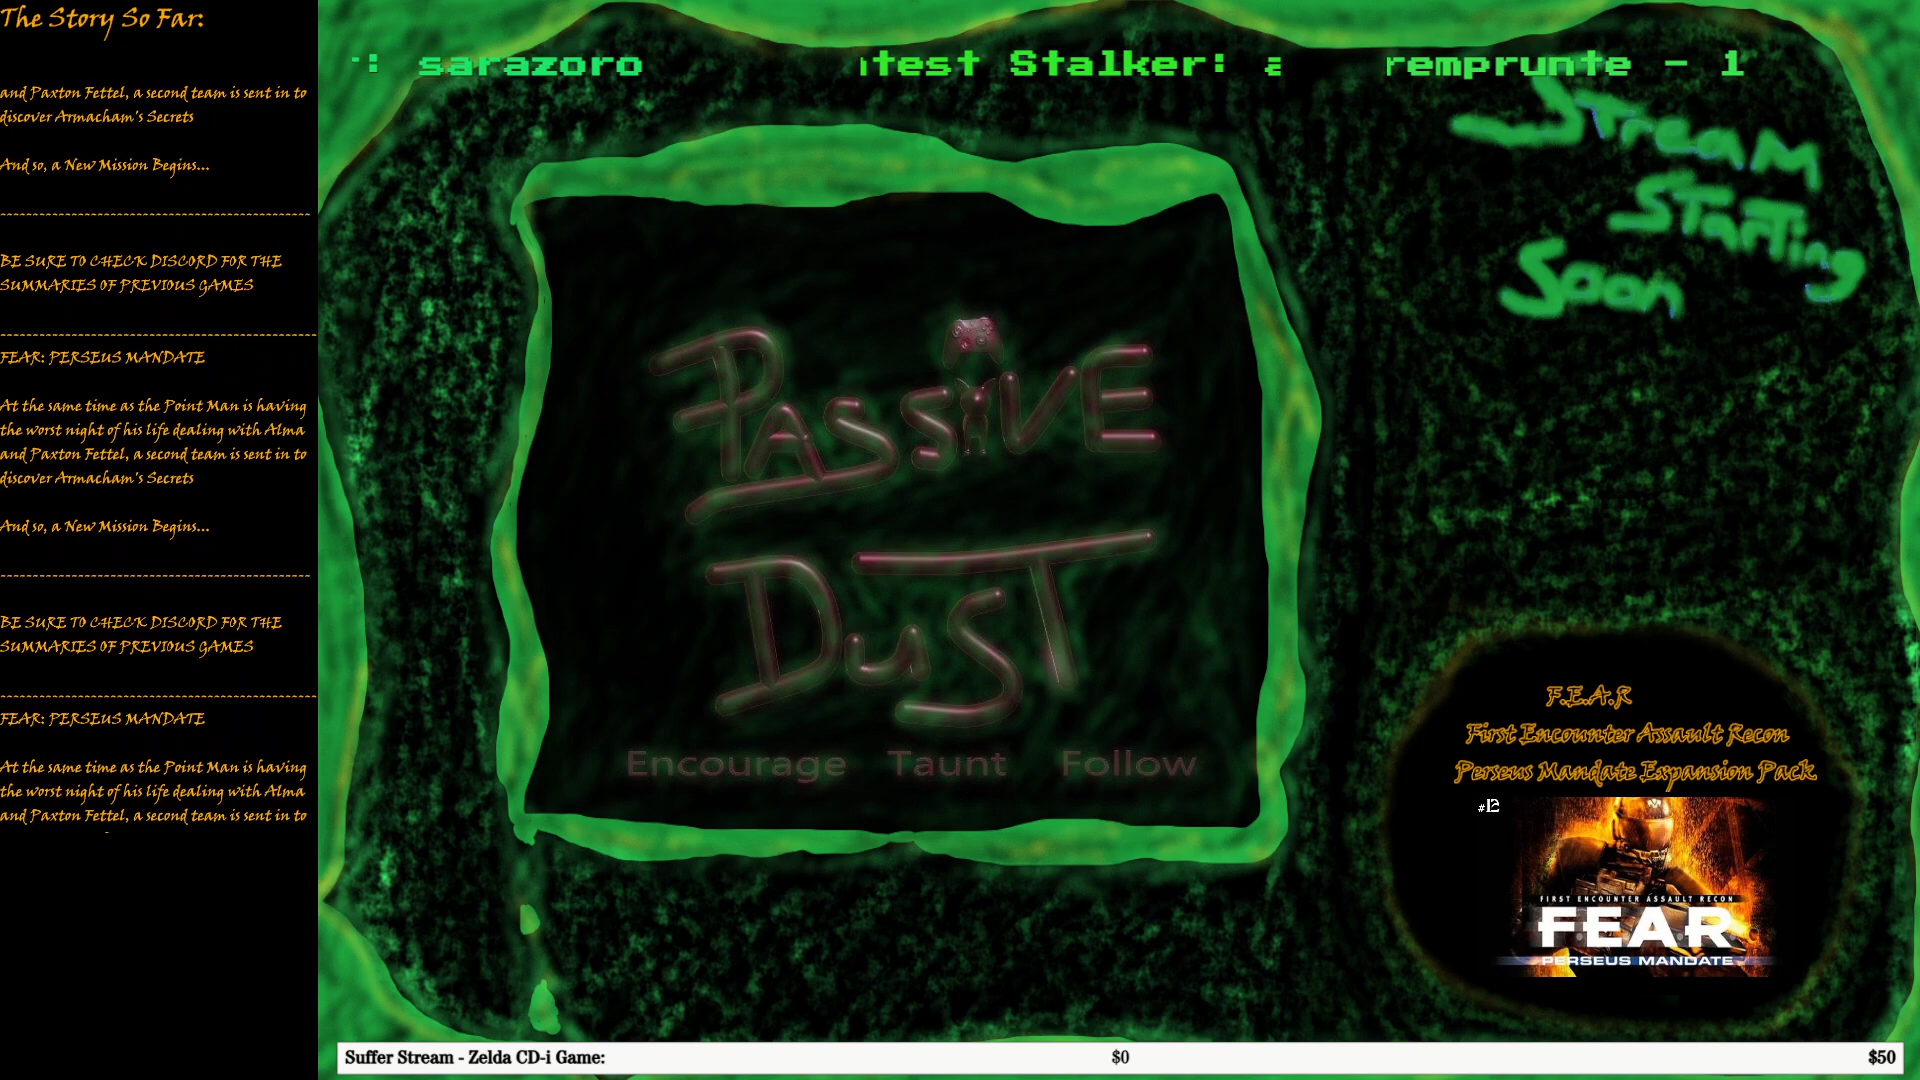 The Story So Far:
and Paxton Fettel, a second team is sent in to
discover Armacham's Secrets
And so, a New Mission Begins...
BE SURE TO CHECK DISCORD FOR THE
SUMMARIES OF PREVIOUS GAMES
FEAR: PERSEUS MANDATE
At the same time as the Point Man is having
the worst night of his life dealing with Alma
and Paxton Fettel, a second team is sent in to
discover Armacham's Secrets
And so, a New Mission Begins...
BE SURE TO CHECK DISCORD FOR THE
SUMMARIES OF PREVIOUS GAMES
FEAR: PERSEUS MANDATE
At the same time as the Point Man is having
the worst night of his life dealing with Alma
and Paxton Fettel, a second team is sent in to
: sarazoro
test Stalker: a
remprunte - 1
Stream
Starting
Soon
PASSIVE
DUST
Encourage Taunt Follow
F.E.A.R
First Encounter Assault Recon
Perseus Mandate Expansion Pack
#12
FIRST ENCOUNTER ASSAULT RECON
FEAR
PERSEUS MANDATE
Suffer Stream - Zelda CD-i Game: $0 $50